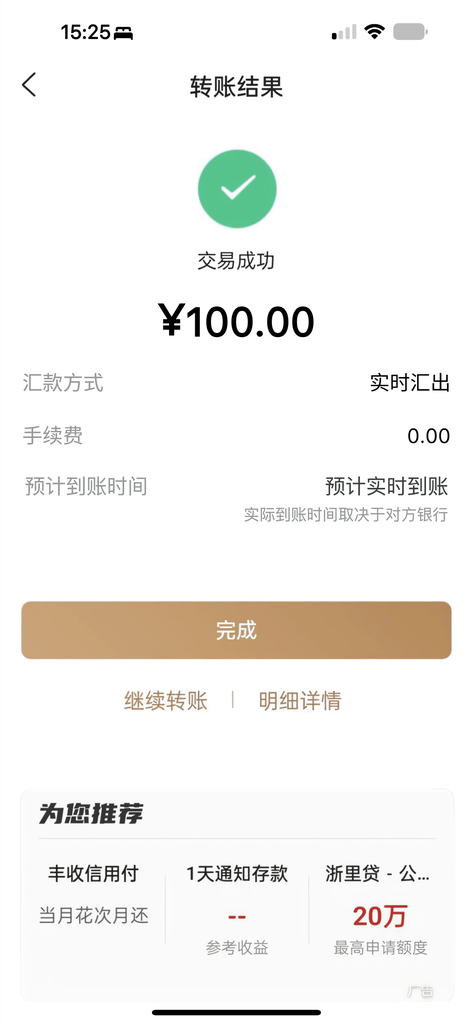 15:25
转账结果
交易成功
¥100.00
汇款方式 实时汇出
手续费 0.00
预计到账时间 预计实时到账
实际到账时间取决于对方银行
完成
继续转账 | 明细详情
为您推荐
丰收信用付 1天通知存款 浙里贷 - 公...
当月花次月还 -- 20万
参考收益 最高申请额度
广告